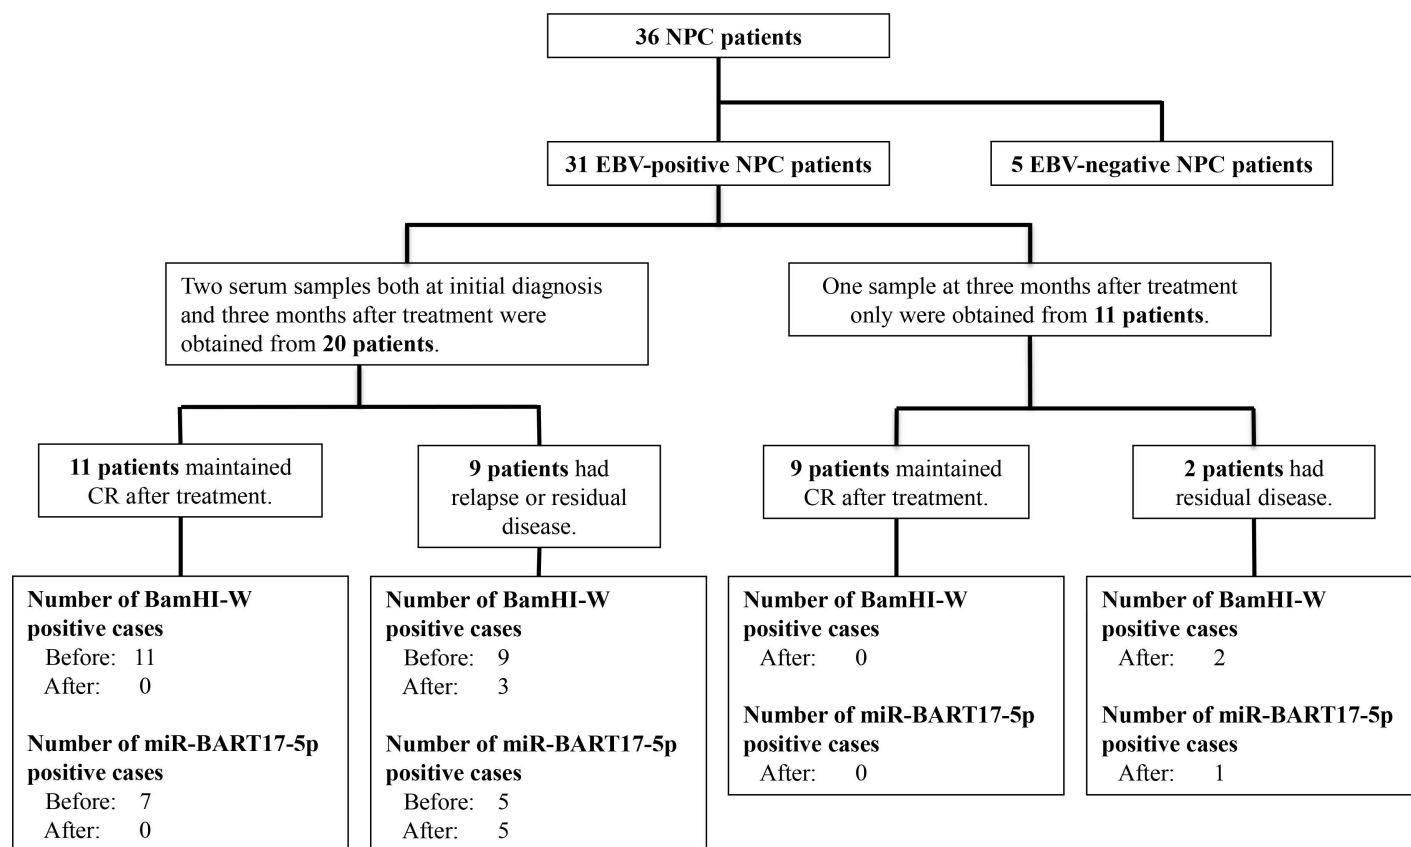 36 NPC patients
31 EBV-positive NPC patients
5 EBV-negative NPC patients
Two serum samples both at initial diagnosis
and three months after treatment were
obtained from 20 patients.
One sample at three months after treatment
only were obtained from 11 patients.
11 patients maintained
CR after treatment.
9 patients had
relapse or residual
disease.
9 patients maintained
CR after treatment.
2 patients had
residual disease.
Number of BamHI-W
positive cases
Before: 11
After: 0
Number of miR-BART17-5p
positive cases
Before: 7
After: 0
Number of BamHI-W
positive cases
Before: 9
After: 3
Number of miR-BART17-5p
positive cases
Before: 5
After: 5
Number of BamHI-W
positive cases
After: 0
Number of miR-BART17-5p
positive cases
After: 0
Number of BamHI-W
positive cases
After: 2
Number of miR-BART17-5p
positive cases
After: 1